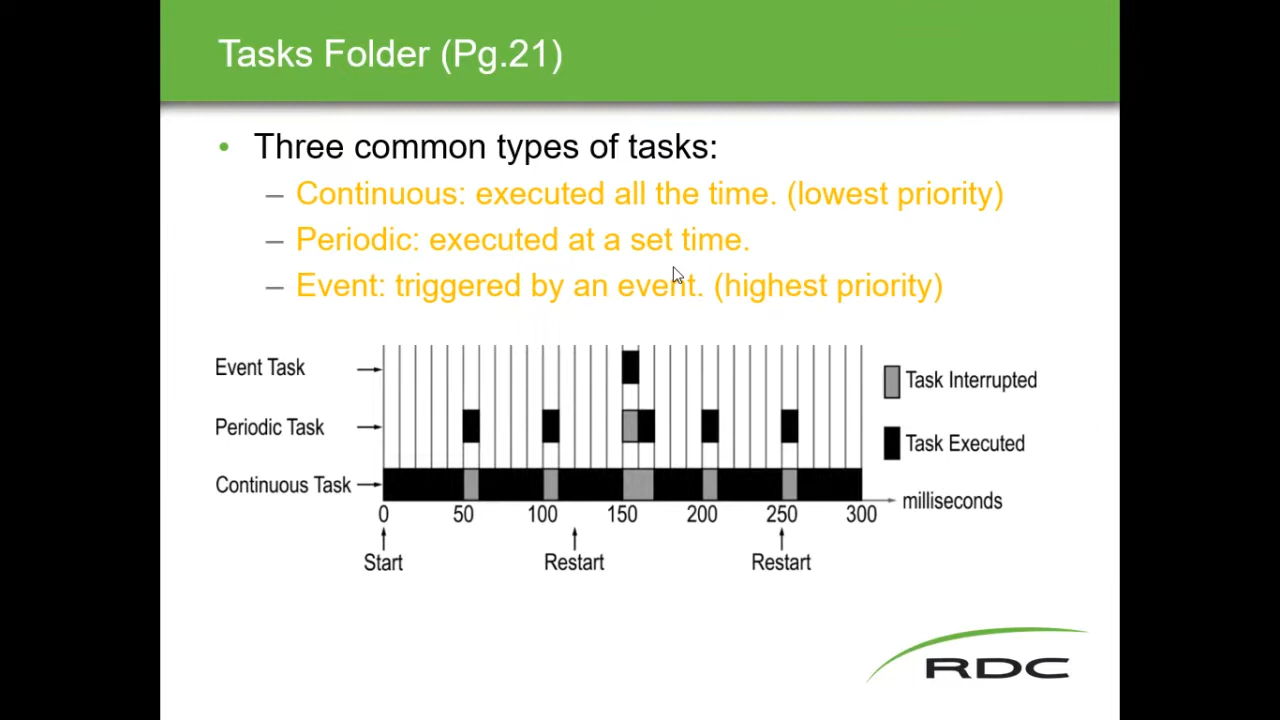 Tasks Folder (Pg.21)
• Three common types of tasks:
– Continuous: executed all the time. (lowest priority)
– Periodic: executed at a set time.
– Event: triggered by an event. (highest priority)
Event Task
Task Interrupted
Periodic Task
Task Executed
Continuous Task
milliseconds
0 50 100 150 200 250 300
Start Restart Restart
RDC